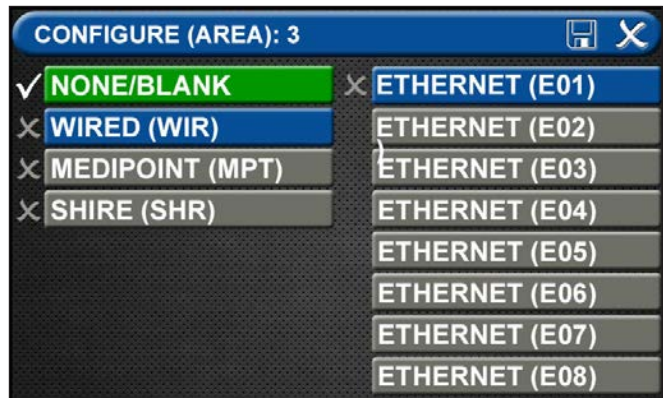 CONFIGURE (AREA): 3
NONE/BLANK
WIRED (WIR)
MEDIPOINT (MPT)
SHIRE (SHR)
ETHERNET (E01)
ETHERNET (E02)
)
ETHERNET (E03)
ETHERNET (E04)
ETHERNET (E05)
ETHERNET (E06)
ETHERNET (E07)
ETHERNET (E08)